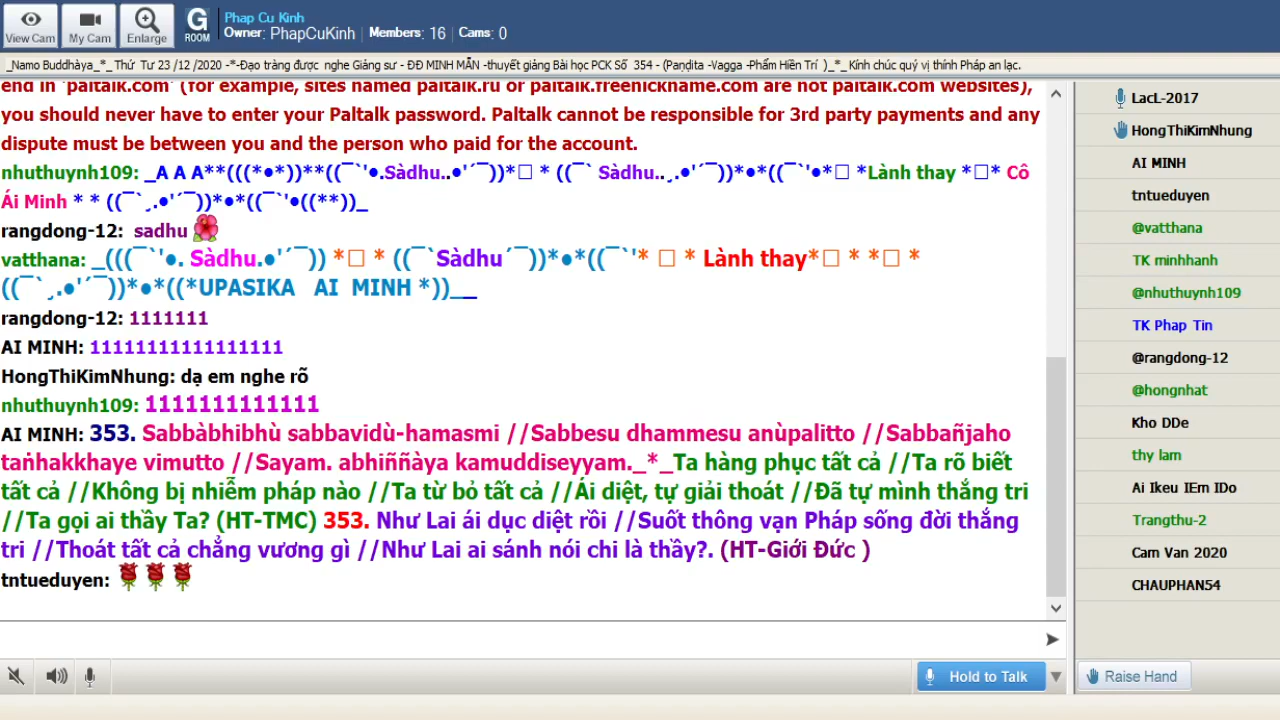 View Cam
My Cam
Enlarge
G ROOM
Phap Cu Kinh
Owner: PhapCuKinh Members: 16 Cams: 0
_Namo Buddhàya_*_ Thứ Tư 23 /12 /2020 -*-Đạo tràng được nghe Giảng sư - ĐĐ MINH MẪN -thuyết giảng Bài học PCK Số 354 - (Paṇḍita -Vagga -Phẩm Hiền Trí )_*_Kính chúc quý vị thính Pháp an lạc.
end in 'paltalk.com' (for example, sites named paltalk.ru or paltalk.freenickname.com are not paltalk.com websites),
you should never have to enter your Paltalk password. Paltalk cannot be responsible for 3rd party payments and any
dispute must be between you and the person who paid for the account.
nhuthuynh109: _A A A**(((*•*))**((¯`'•.Sàdhu..•'´¯))*□ * ((¯` Sàdhu..¸.•'´¯))*•*((¯`'•*□ *Lành thay *□* Cô
Ái Minh * * ((¯`¸.•'´¯))*•*((¯`'•((**))_
rangdong-12: sadhu
vatthana: _(((¯`'•. Sàdhu.•'´¯)) *□ * ((¯`Sàdhu´¯))*•*((¯`'* □ * Lành thay*□ * *□ *
((¯`¸.•'´¯))*•*((*UPASIKA AI MINH *))__
rangdong-12: 1111111
AI MINH: 11111111111111111
HongThiKimNhung: dạ em nghe rõ
nhuthuynh109: 1111111111111
AI MINH: 353. Sabbàbhibhù sabbavidù-hamasmi //Sabbesu dhammesu anùpalitto //Sabbañjaho
taṅhakkhaye vimutto //Sayam. abhiññàya kamuddiseyyam._*_Ta hàng phục tất cả //Ta rõ biết
tất cả //Không bị nhiễm pháp nào //Ta từ bỏ tất cả //Ái diệt, tự giải thoát //Đã tự mình thắng tri
//Ta gọi ai thầy Ta? (HT-TMC) 353. Như Lai ái dục diệt rồi //Suốt thông vạn Pháp sống đời thắng
tri //Thoát tất cả chẳng vương gì //Như Lai ai sánh nói chi là thầy?. (HT-Giới Đức )
tntueduyen:
Hold to Talk
LacL-2017
HongThiKimNhung
AI MINH
tntueduyen
@vatthana
TK minhhanh
@nhuthuynh109
TK Phap Tin
@rangdong-12
@hongnhat
Kho DDe
thy lam
Ai Ikeu IEm IDo
Trangthu-2
Cam Van 2020
CHAUPHAN54
Raise Hand